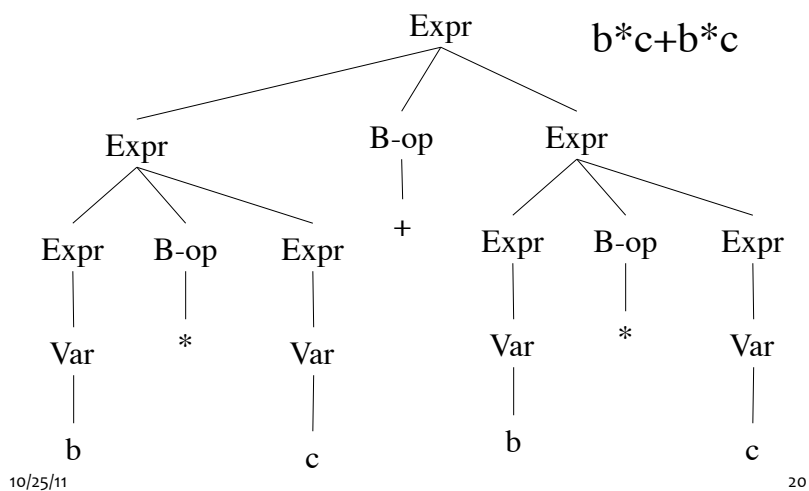 Expr b*c+b*c
Expr B-op Expr
+
Expr B-op Expr Expr B-op Expr
Var * Var Var * Var
b c b c
10/25/11 20